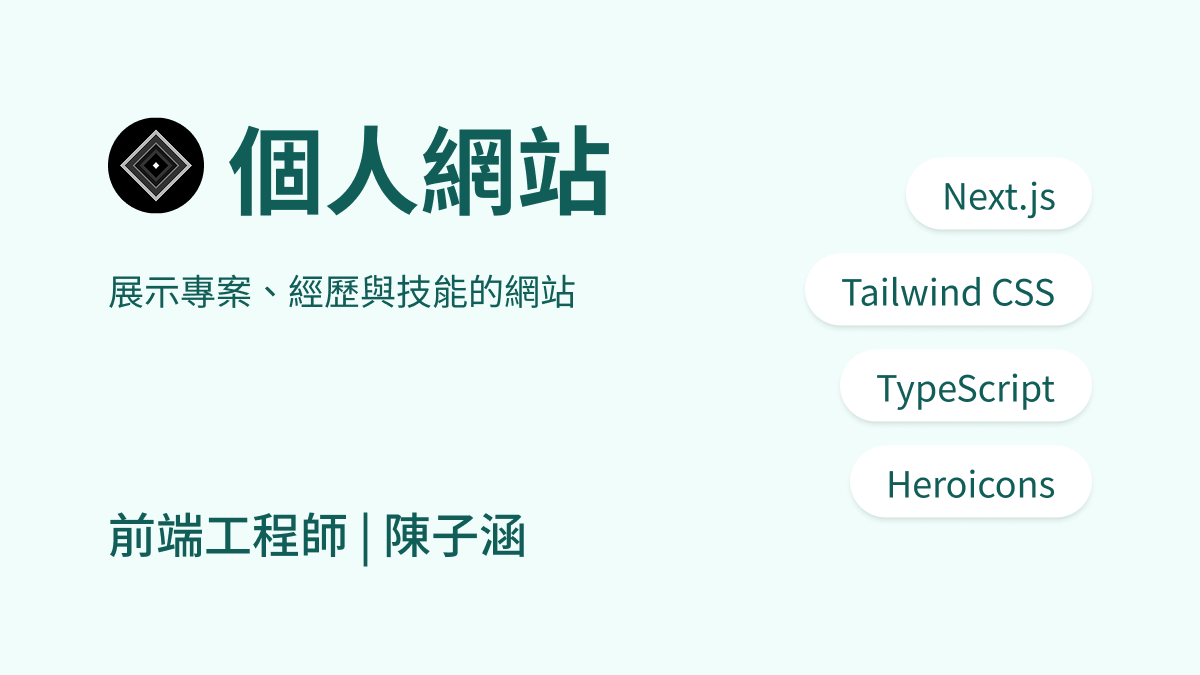 個人網站
展示專案、經歷與技能的網站
前端工程師 | 陳子涵
Next.js
Tailwind CSS
TypeScript
Heroicons